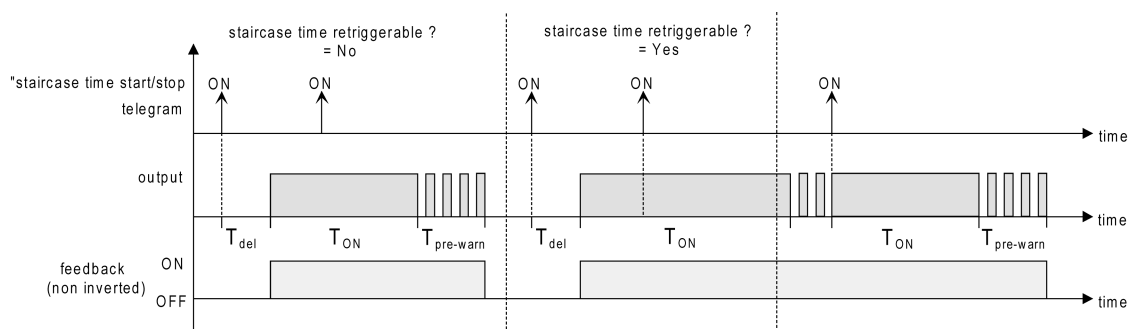 staircase time retriggerable ?
= No
staircase time retriggerable ?
= Yes
"staircase time start/stop
telegram
ON
ON
ON
ON
ON
time
output
time
Tdel
TON
Tpre-warn
Tdel
TON
TON
Tpre-warn
feedback
(non inverted)
ON
OFF
time